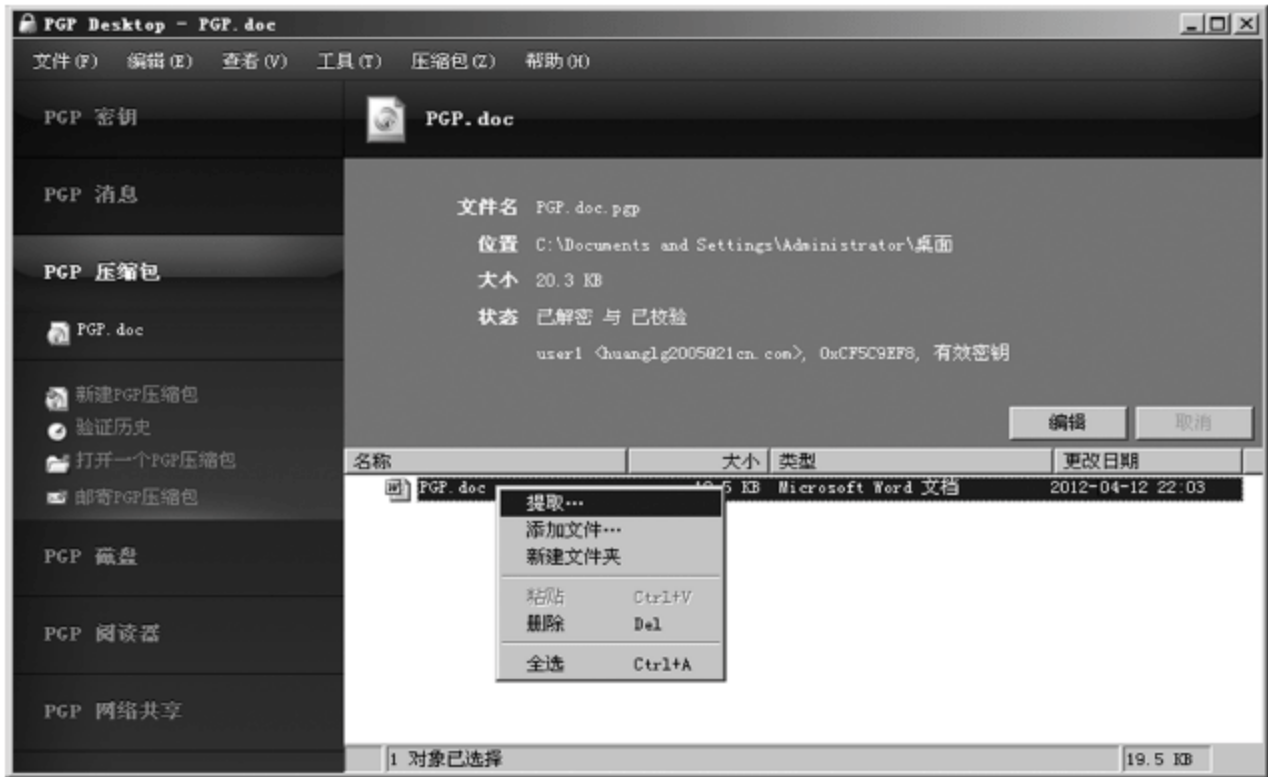 PGP Desktop - PGP.doc
文件(F) 编辑(E) 查看(V) 工具(T) 压缩包(Z) 帮助(H)
PGP 密钥
PGP 消息
PGP 压缩包
PGP.doc
新建PGP压缩包
验证历史
打开一个PGP压缩包
邮寄PGP压缩包
PGP 磁盘
PGP 阅读器
PGP 网络共享
PGP.doc
文件名 PGP.doc.pgp
位置 C:\Documents and Settings\Administrator\桌面
大小 20.3 KB
状态 已解密 与 已校验
user1 <huanglg2005@21cn.com>, 0xCF5C9EF8, 有效密钥
编辑 取消
名称 大小 类型 更改日期
PGP.doc 19.5 KB Microsoft Word 文档 2012-04-12 22:03
提取…
添加文件…
新建文件夹
粘贴 Ctrl+V
删除 Del
全选 Ctrl+A
1 对象已选择 19.5 KB